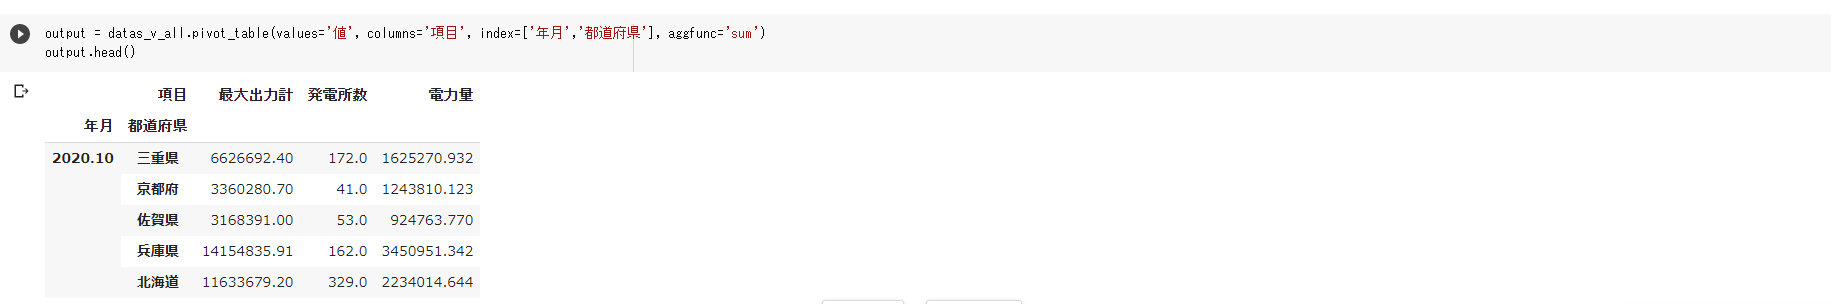 output = datas_v_all.pivot_table(values='値', columns='項目', index=['年月','都道府県'], aggfunc='sum')
output.head()
項目 最大出力計 発電所数 電力量
年月 都道府県
2020.10 三重県 6626692.40 172.0 1625270.932
京都府 3360280.70 41.0 1243810.123
佐賀県 3168391.00 53.0 924763.770
兵庫県 14154835.91 162.0 3450951.342
北海道 11633679.20 329.0 2234014.644